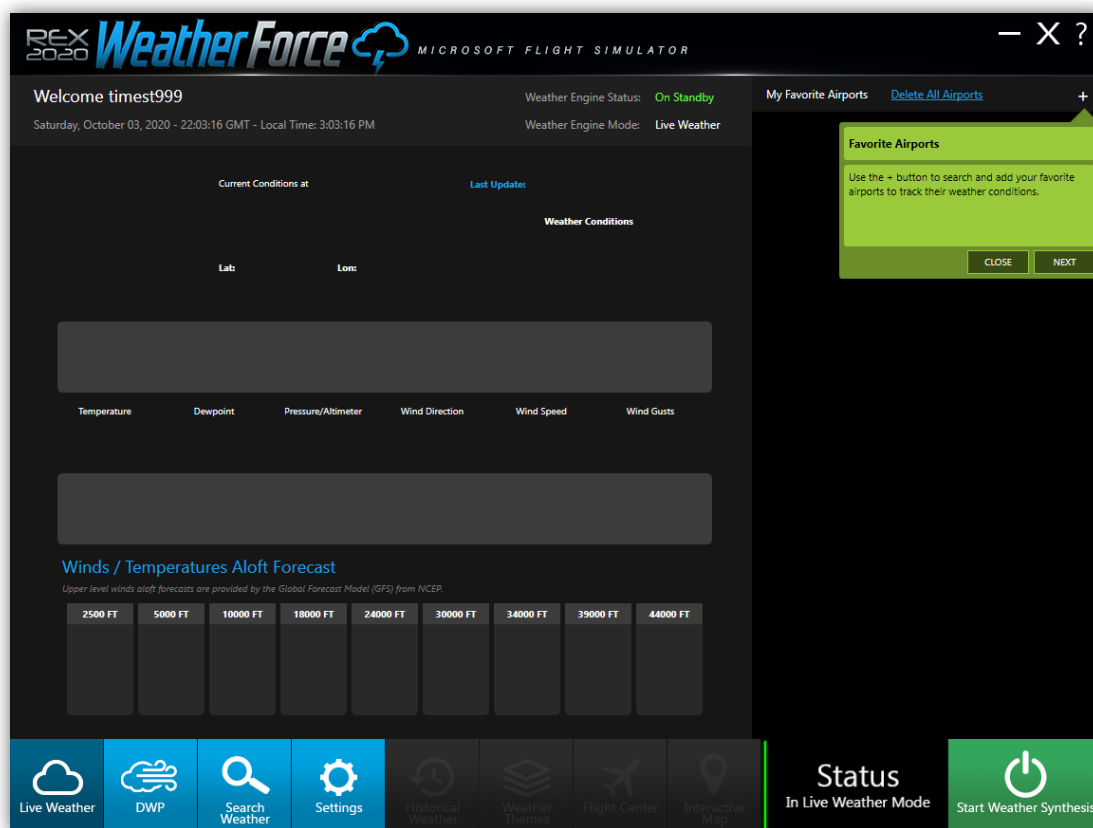 REX 2020 WeatherForce MICROSOFT FLIGHT SIMULATOR
— X ?
Welcome timest999
Weather Engine Status: On Standby
Saturday, October 03, 2020 - 22:03:16 GMT - Local Time: 3:03:16 PM
Weather Engine Mode: Live Weather
My Favorite Airports Delete All Airports +
Favorite Airports
Use the + button to search and add your favorite
airports to track their weather conditions.
CLOSE NEXT
Current Conditions at
Last Update:
Weather Conditions
Lat: Lon:
Temperature Dewpoint Pressure/Altimeter Wind Direction Wind Speed Wind Gusts
Winds / Temperatures Aloft Forecast
Upper level winds aloft forecasts are provided by the Global Forecast Model (GFS) from NCEP.
2500 FT 5000 FT 10000 FT 18000 FT 24000 FT 30000 FT 34000 FT 39000 FT 44000 FT
Live Weather
DWP
Search
Weather
Settings
Historical
Weather
Weather
Themes
Flight Center
Interactive
Map
Status
In Live Weather Mode
Start Weather Synthesis